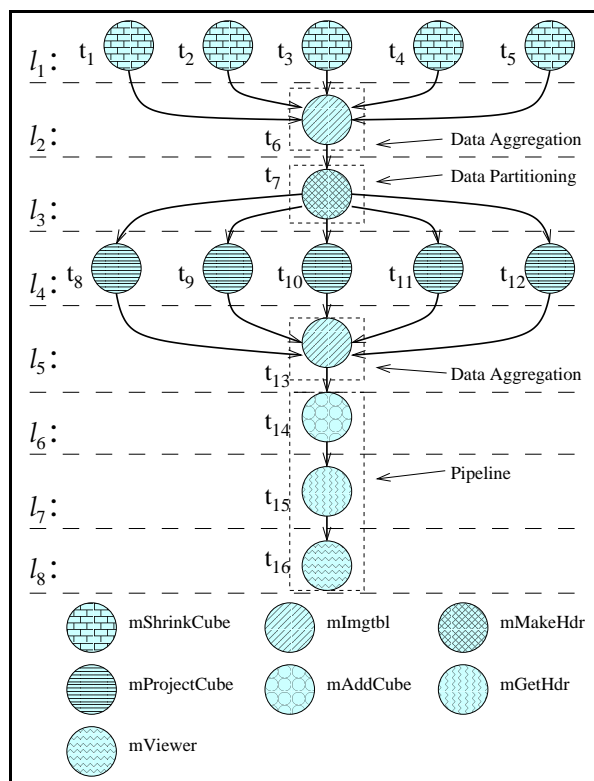 l1: t1 t2 t3 t4 t5
l2: t6 Data Aggregation
t7 Data Partitioning
l3:
l4: t8 t9 t10 t11 t12
l5:
t13 Data Aggregation
l6: t14
Pipeline
l7: t15
l8: t16
mShrinkCube mImgtbl mMakeHdr
mProjectCube mAddCube mGetHdr
mViewer